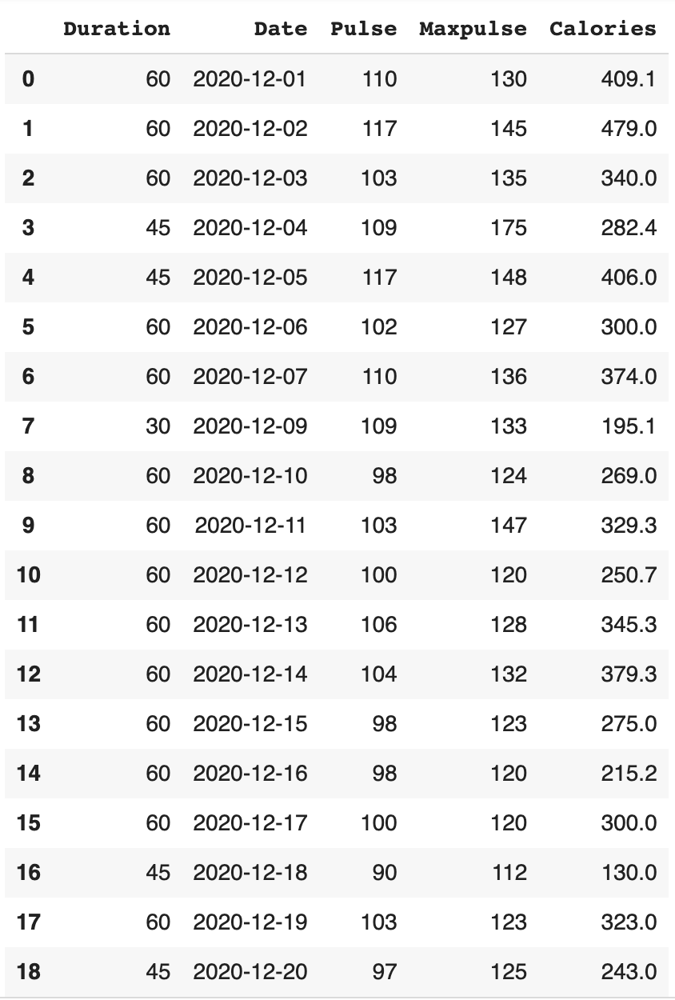 Duration Date Pulse Maxpulse Calories
0 60 2020-12-01 110 130 409.1
1 60 2020-12-02 117 145 479.0
2 60 2020-12-03 103 135 340.0
3 45 2020-12-04 109 175 282.4
4 45 2020-12-05 117 148 406.0
5 60 2020-12-06 102 127 300.0
6 60 2020-12-07 110 136 374.0
7 30 2020-12-09 109 133 195.1
8 60 2020-12-10 98 124 269.0
9 60 2020-12-11 103 147 329.3
10 60 2020-12-12 100 120 250.7
11 60 2020-12-13 106 128 345.3
12 60 2020-12-14 104 132 379.3
13 60 2020-12-15 98 123 275.0
14 60 2020-12-16 98 120 215.2
15 60 2020-12-17 100 120 300.0
16 45 2020-12-18 90 112 130.0
17 60 2020-12-19 103 123 323.0
18 45 2020-12-20 97 125 243.0